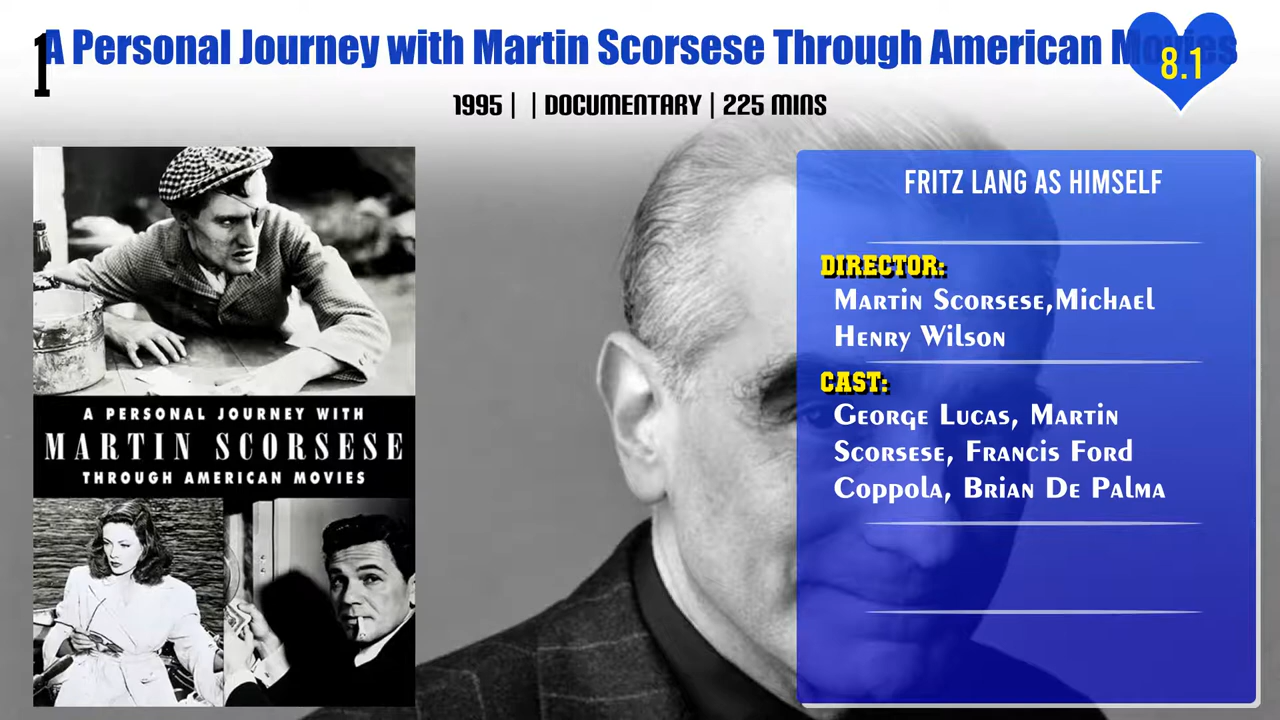 1
A Personal Journey with Martin Scorsese Through American Movies
8.1
1995 | | DOCUMENTARY | 225 MINS
FRITZ LANG AS HIMSELF
DIRECTOR:
Martin Scorsese,Michael
Henry Wilson
CAST:
George Lucas, Martin
Scorsese, Francis Ford
Coppola, Brian De Palma
A PERSONAL JOURNEY WITH
MARTIN SCORSESE
THROUGH AMERICAN MOVIES